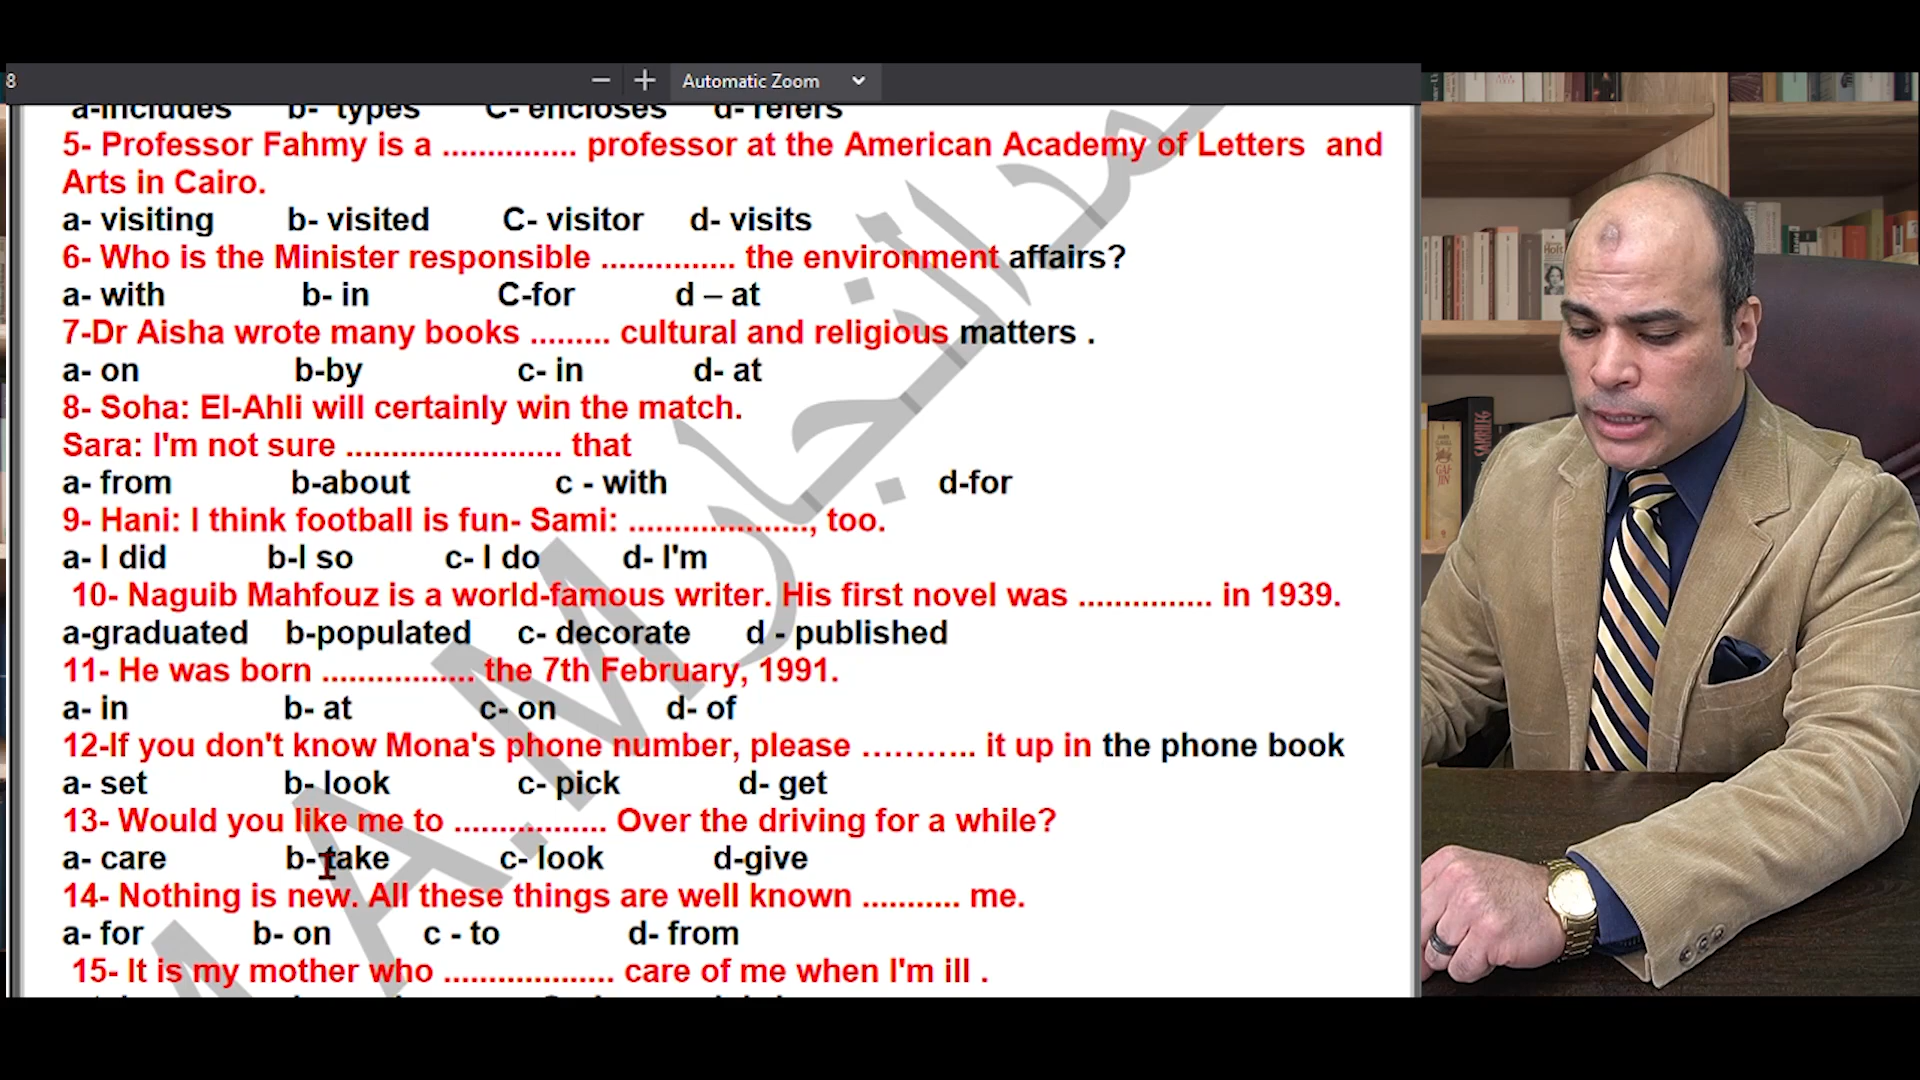 8
Automatic Zoom
a-includes b- types C- encloses d- refers
5- Professor Fahmy is a ............... professor at the American Academy of Letters and
Arts in Cairo.
a- visiting b- visited C- visitor d- visits
6- Who is the Minister responsible ............... the environment affairs?
a- with b- in C-for d – at
7-Dr Aisha wrote many books ......... cultural and religious matters .
a- on b-by c- in d- at
8- Soha: El-Ahli will certainly win the match.
Sara: I'm not sure ........................ that
a- from b-about c - with d-for
9- Hani: I think football is fun- Sami: ...................., too.
a- I did b-I so c- I do d- I'm
10- Naguib Mahfouz is a world-famous writer. His first novel was ............... in 1939.
a-graduated b-populated c- decorate d - published
11- He was born ................. the 7th February, 1991.
a- in b- at c- on d- of
12-If you don't know Mona's phone number, please ........... it up in the phone book
a- set b- look c- pick d- get
13- Would you like me to ................. Over the driving for a while?
a- care b- take c- look d-give
14- Nothing is new. All these things are well known ........... me.
a- for b- on c - to d- from
15- It is my mother who ................... care of me when I'm ill .